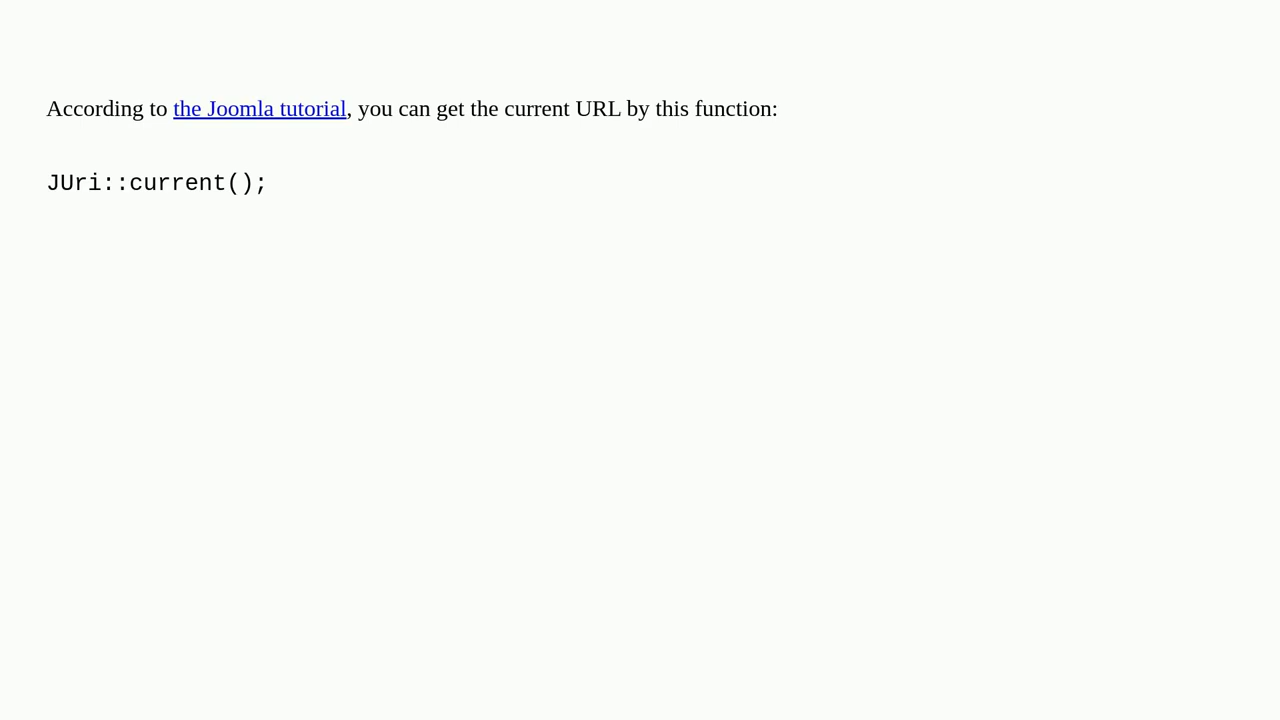 According to the Joomla tutorial, you can get the current URL by this function:
JUri::current();